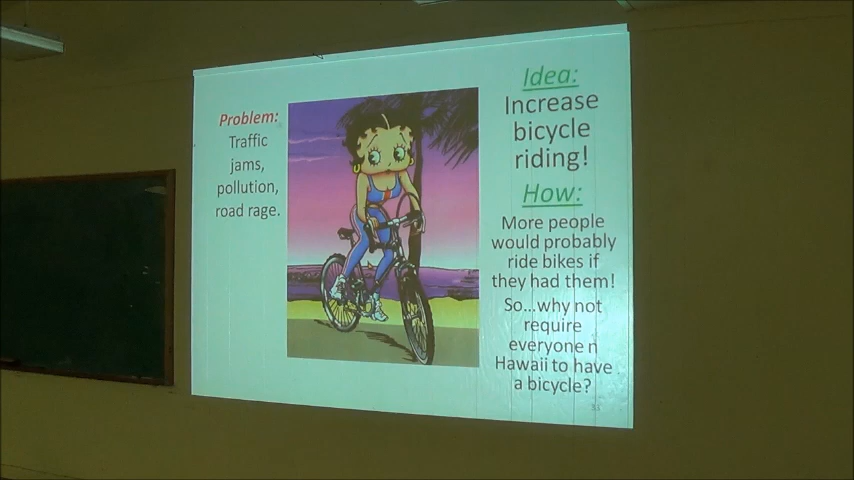 Problem:
Traffic
jams,
pollution,
road rage.
Idea:
Increase
bicycle
riding!
How:
More people
would probably
ride bikes if
they had them!
So...why not
require
everyone n
Hawaii to have
a bicycle?
33